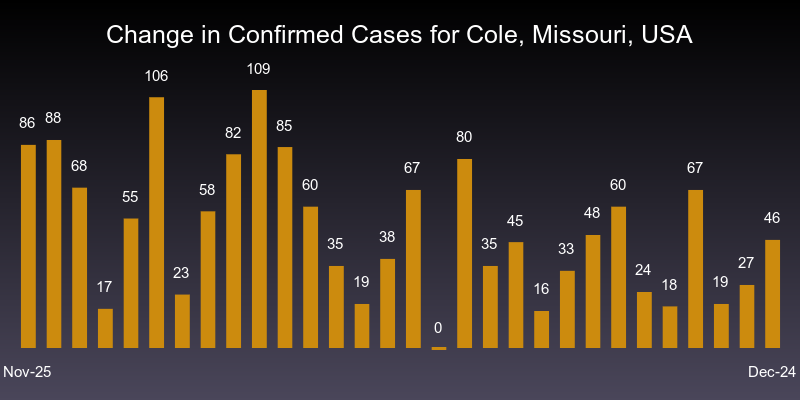 Change in Confirmed Cases for Cole, Missouri, USA
86 88 68 17 55 106 23 58 82 109 85 60 35 19 38 67 0 80 35 45 16 33 48 60 24 18 67 19 27 46
Nov-25 Dec-24